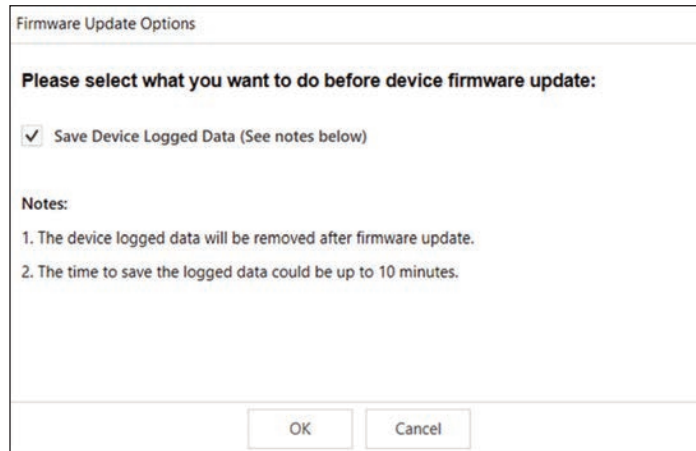 Firmware Update Options
Please select what you want to do before device firmware update:
Save Device Logged Data (See notes below)
Notes:
1. The device logged data will be removed after firmware update.
2. The time to save the logged data could be up to 10 minutes.
OK
Cancel